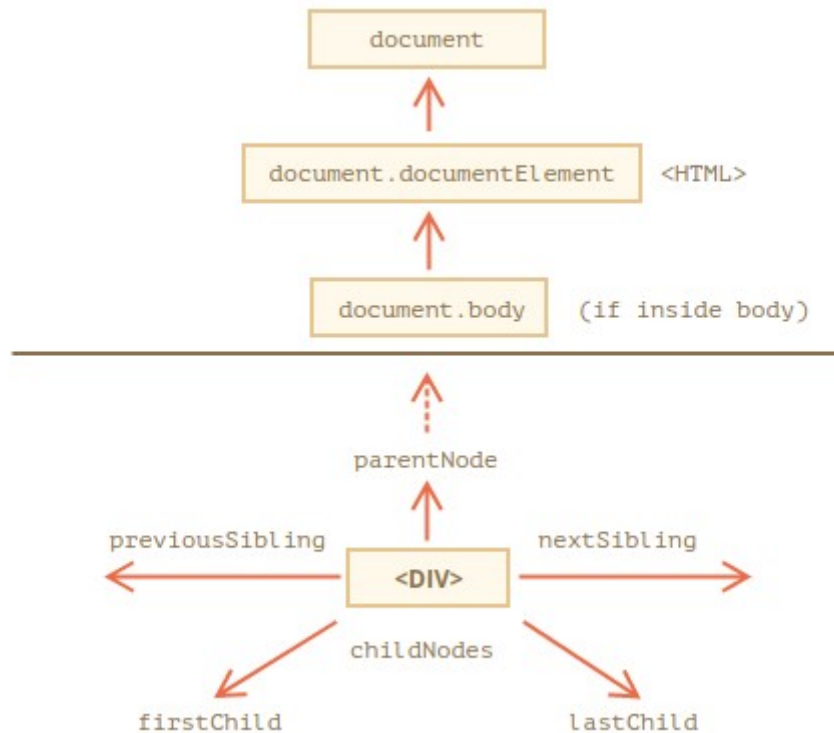 document
document.documentElement <HTML>
document.body (if inside body)
parentNode
previousSibling nextSibling
<DIV>
childNodes
firstChild lastChild